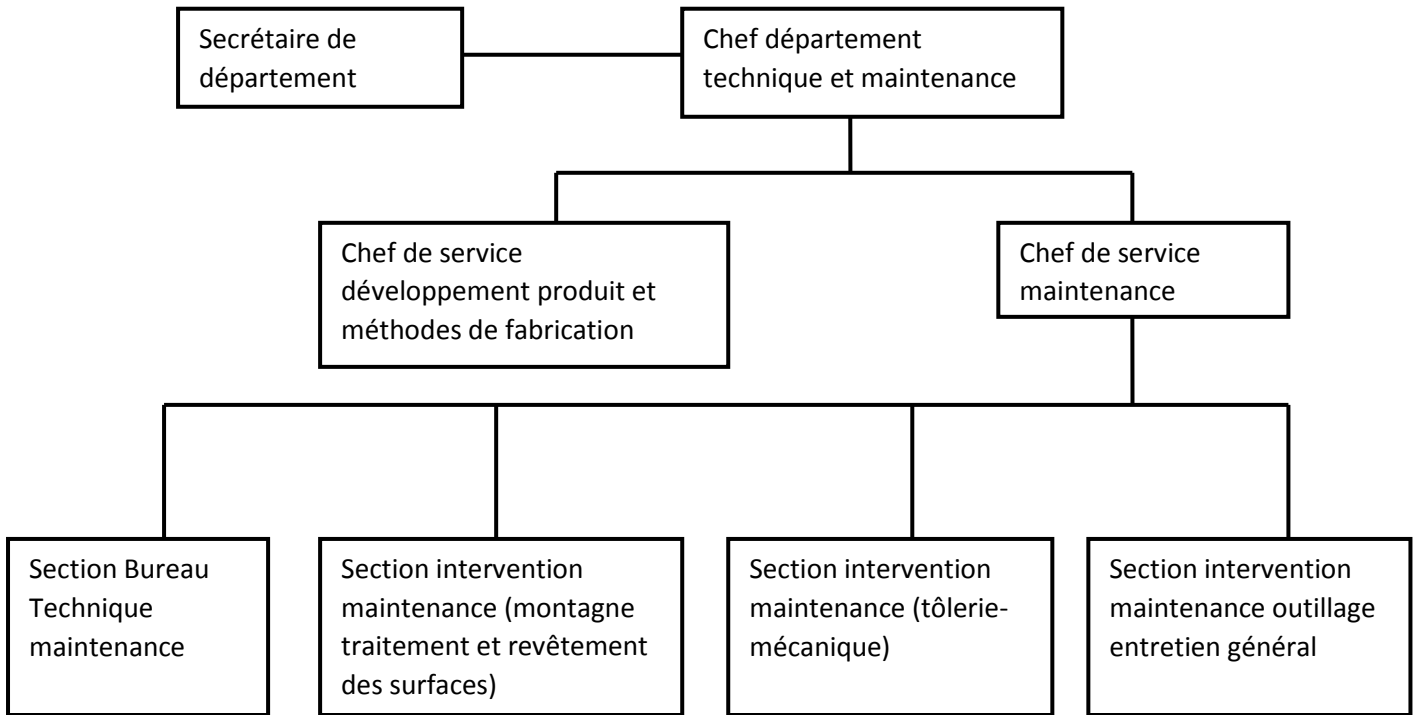 Secrétaire de
département
Chef département
technique et maintenance
Chef de service
développement produit et
méthodes de fabrication
Chef de service
maintenance
Section Bureau
Technique
maintenance
Section intervention
maintenance (montagne
traitement et revêtement
des surfaces)
Section intervention
maintenance (tôlerie-
mécanique)
Section intervention
maintenance outillage
entretien général